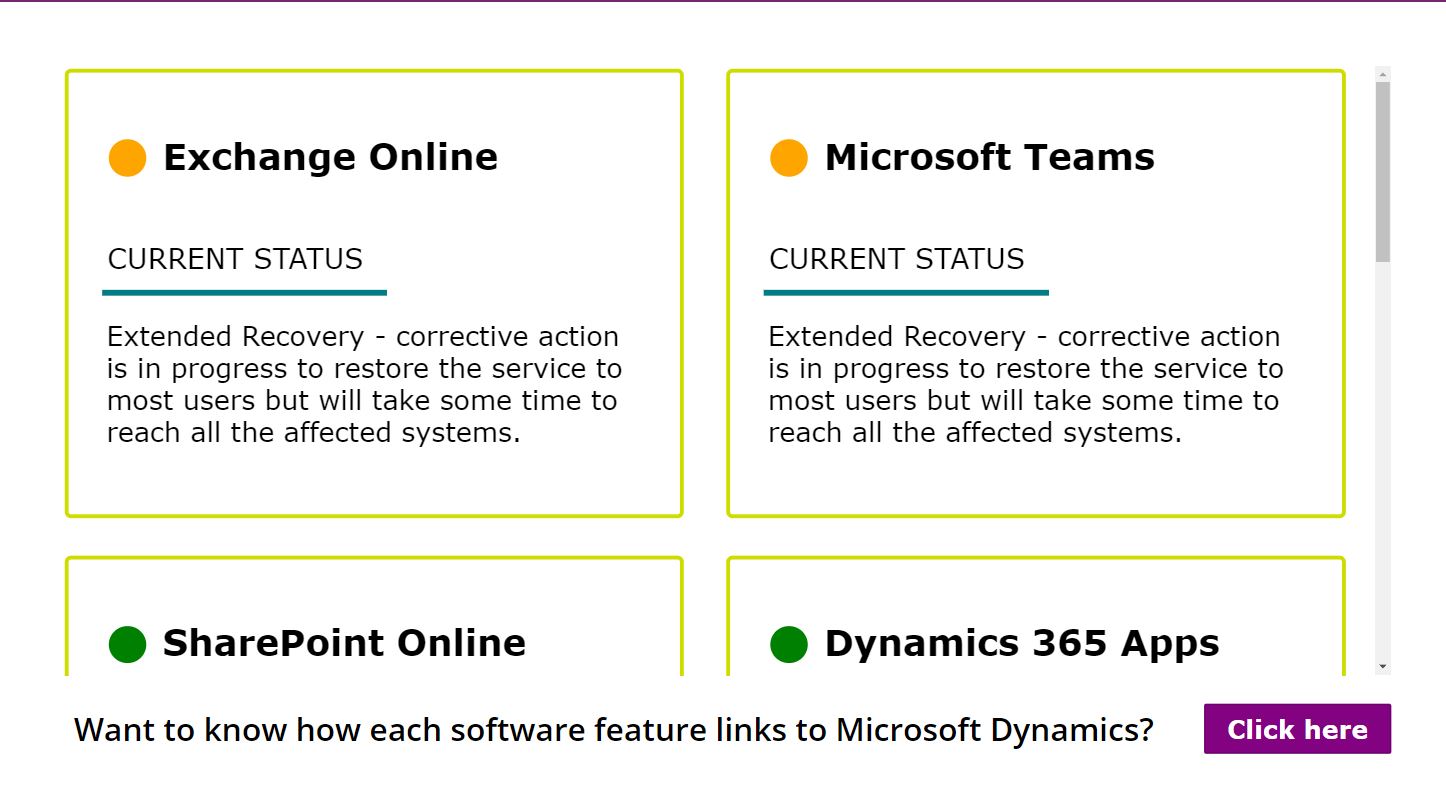 Exchange Online
CURRENT STATUS
Extended Recovery - corrective action
is in progress to restore the service to
most users but will take some time to
reach all the affected systems.
Microsoft Teams
CURRENT STATUS
Extended Recovery - corrective action
is in progress to restore the service to
most users but will take some time to
reach all the affected systems.
SharePoint Online
Dynamics 365 Apps
Want to know how each software feature links to Microsoft Dynamics?
Click here